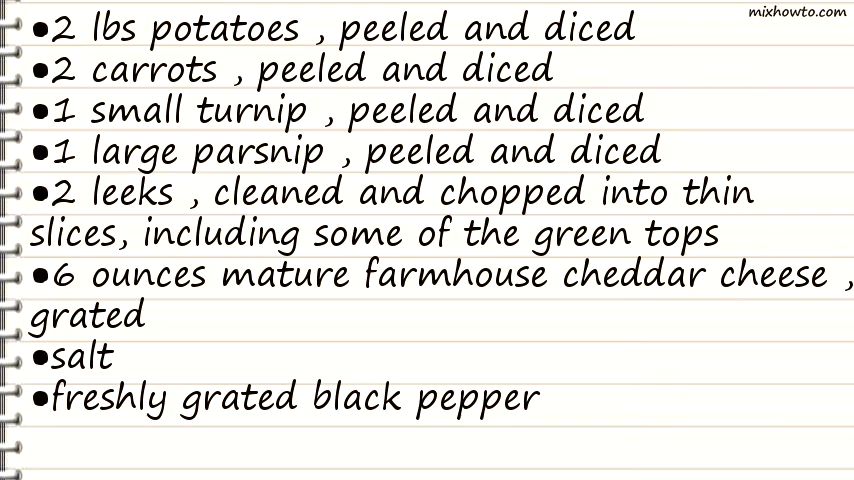 mixhowto.com
•2 lbs potatoes , peeled and diced
•2 carrots , peeled and diced
•1 small turnip , peeled and diced
•1 large parsnip , peeled and diced
•2 leeks , cleaned and chopped into thin
slices, including some of the green tops
•6 ounces mature farmhouse cheddar cheese ,
grated
•salt
•freshly grated black pepper